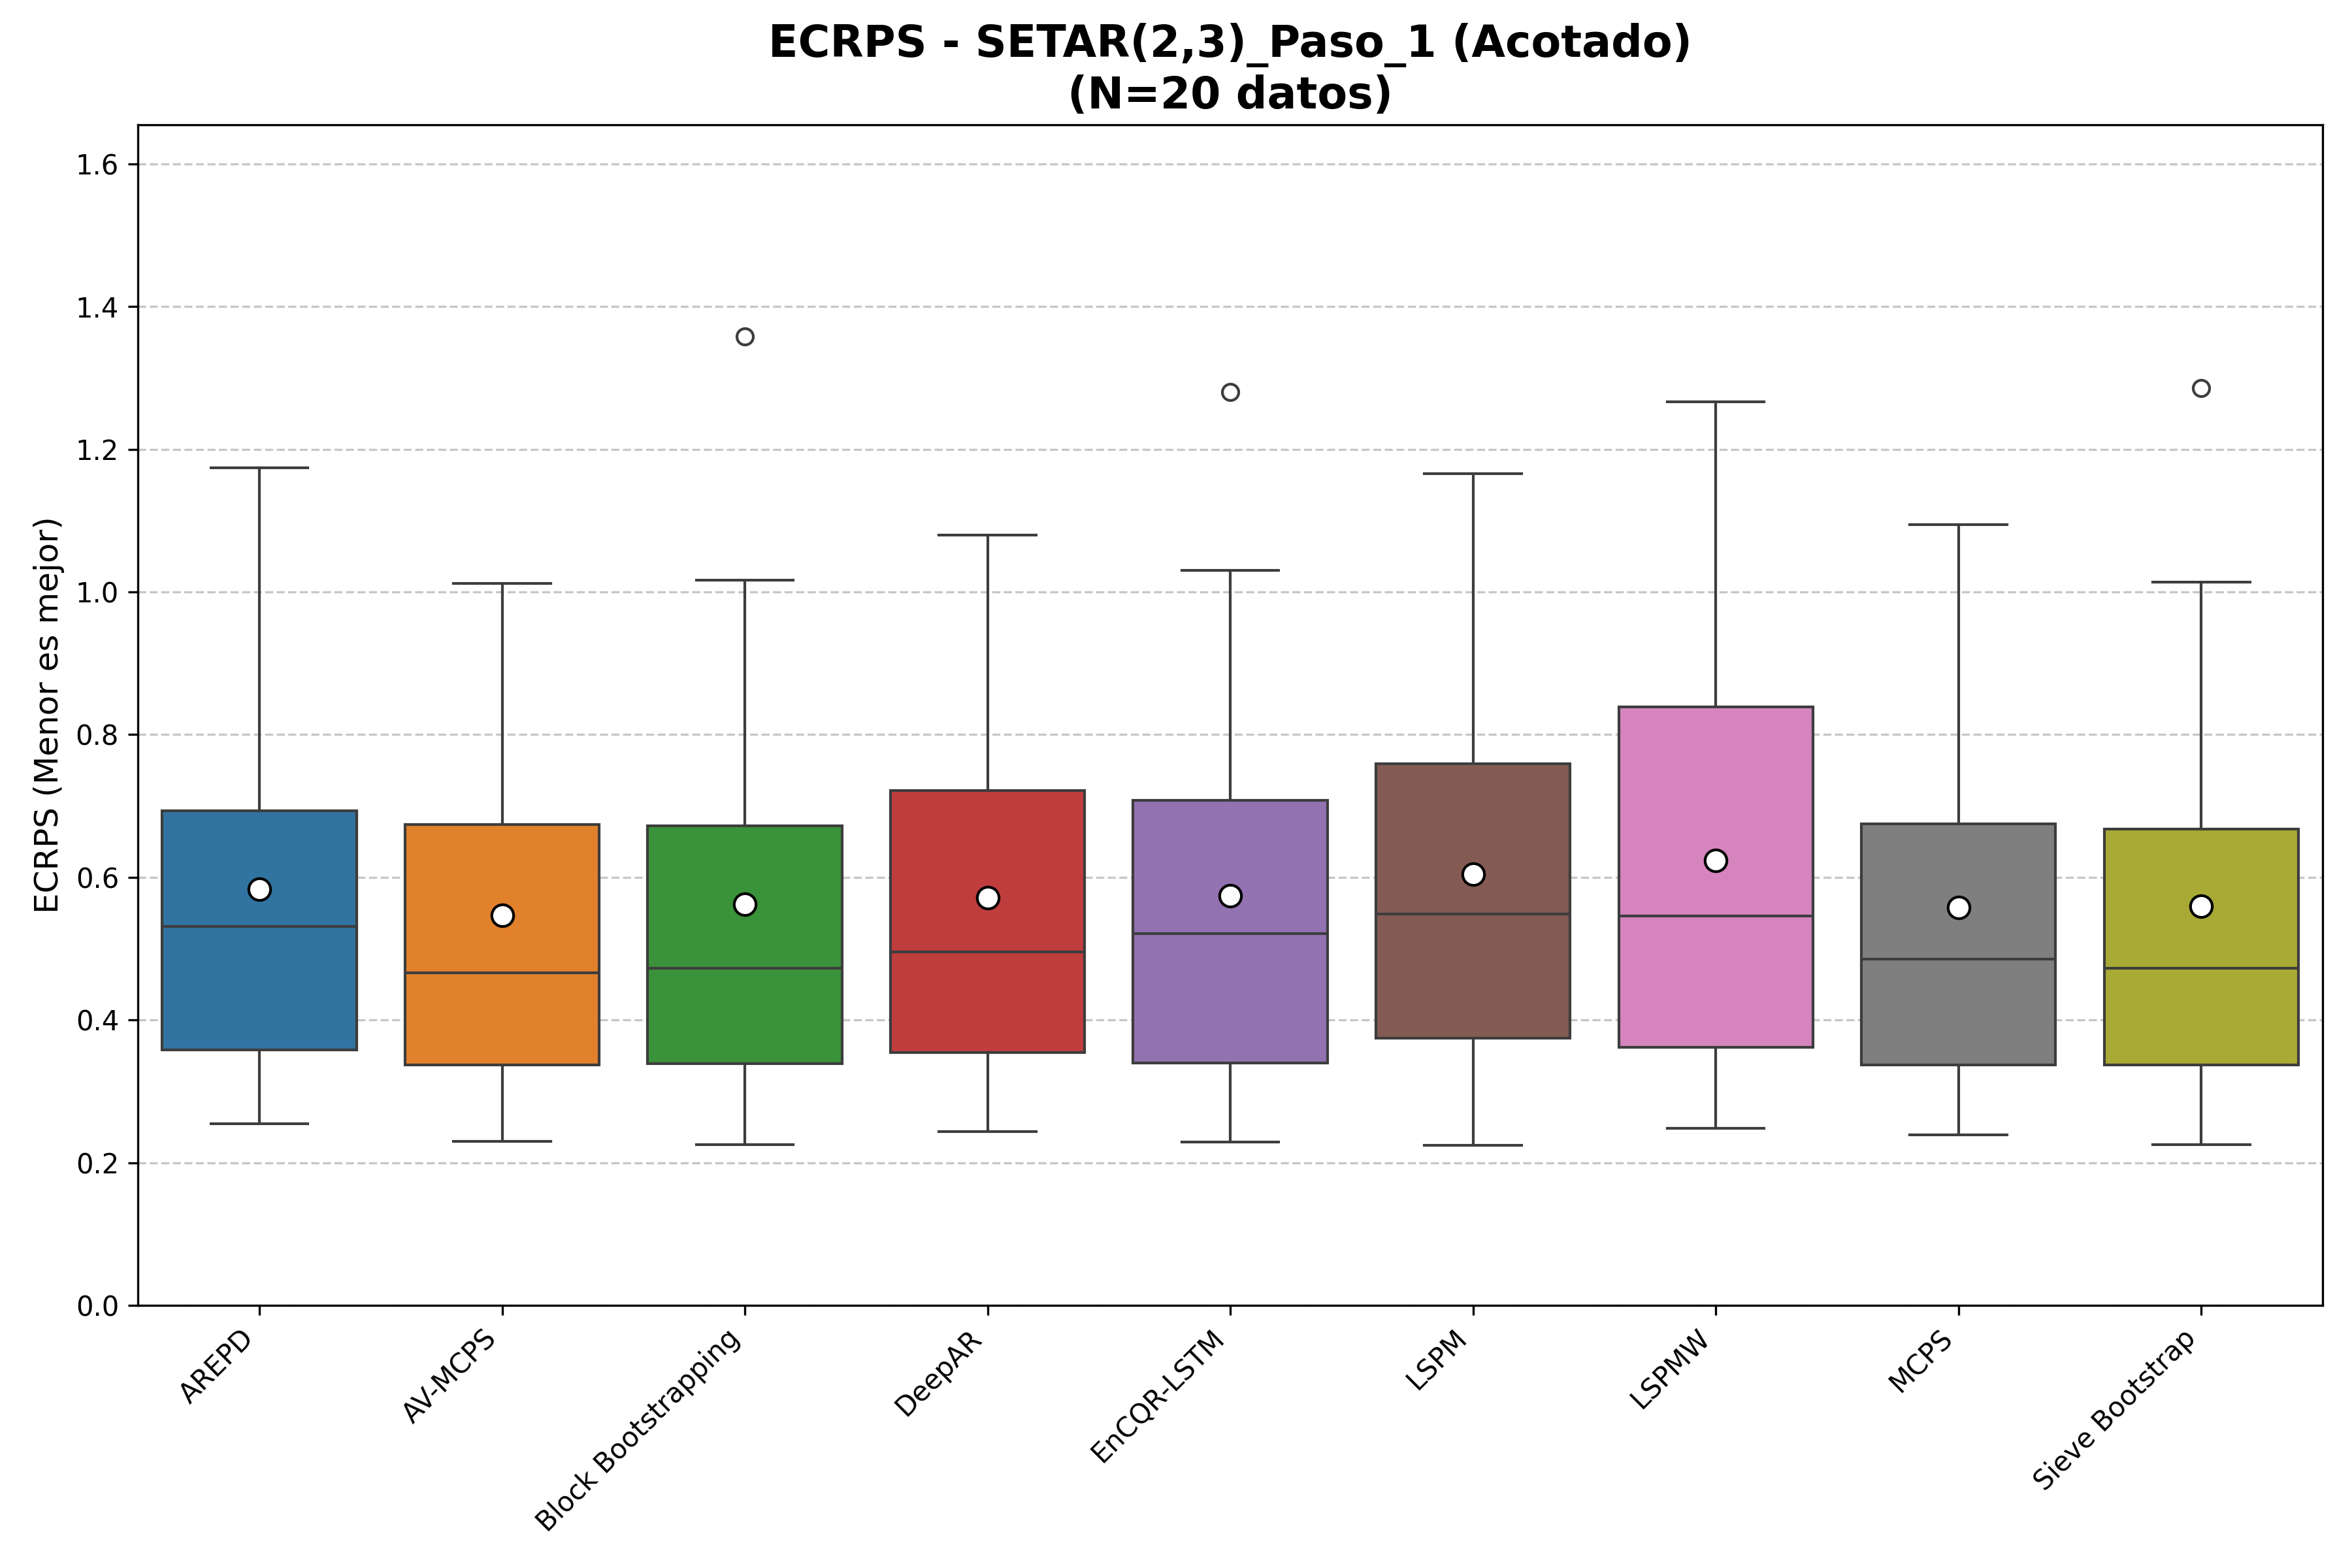 ECRPS - SETAR(2,3)_Paso_1 (Acotado)
(N=20 datos)
ECRPS (Menor es mejor)
1.6
1.4
1.2
1.0
0.8
0.6
0.4
0.2
0.0
AREPD
AV-MCPS
Block Bootstrapping
DeepAR
EnCQR-LSTM
LSPM
LSPMW
MCPS
Sieve Bootstrap